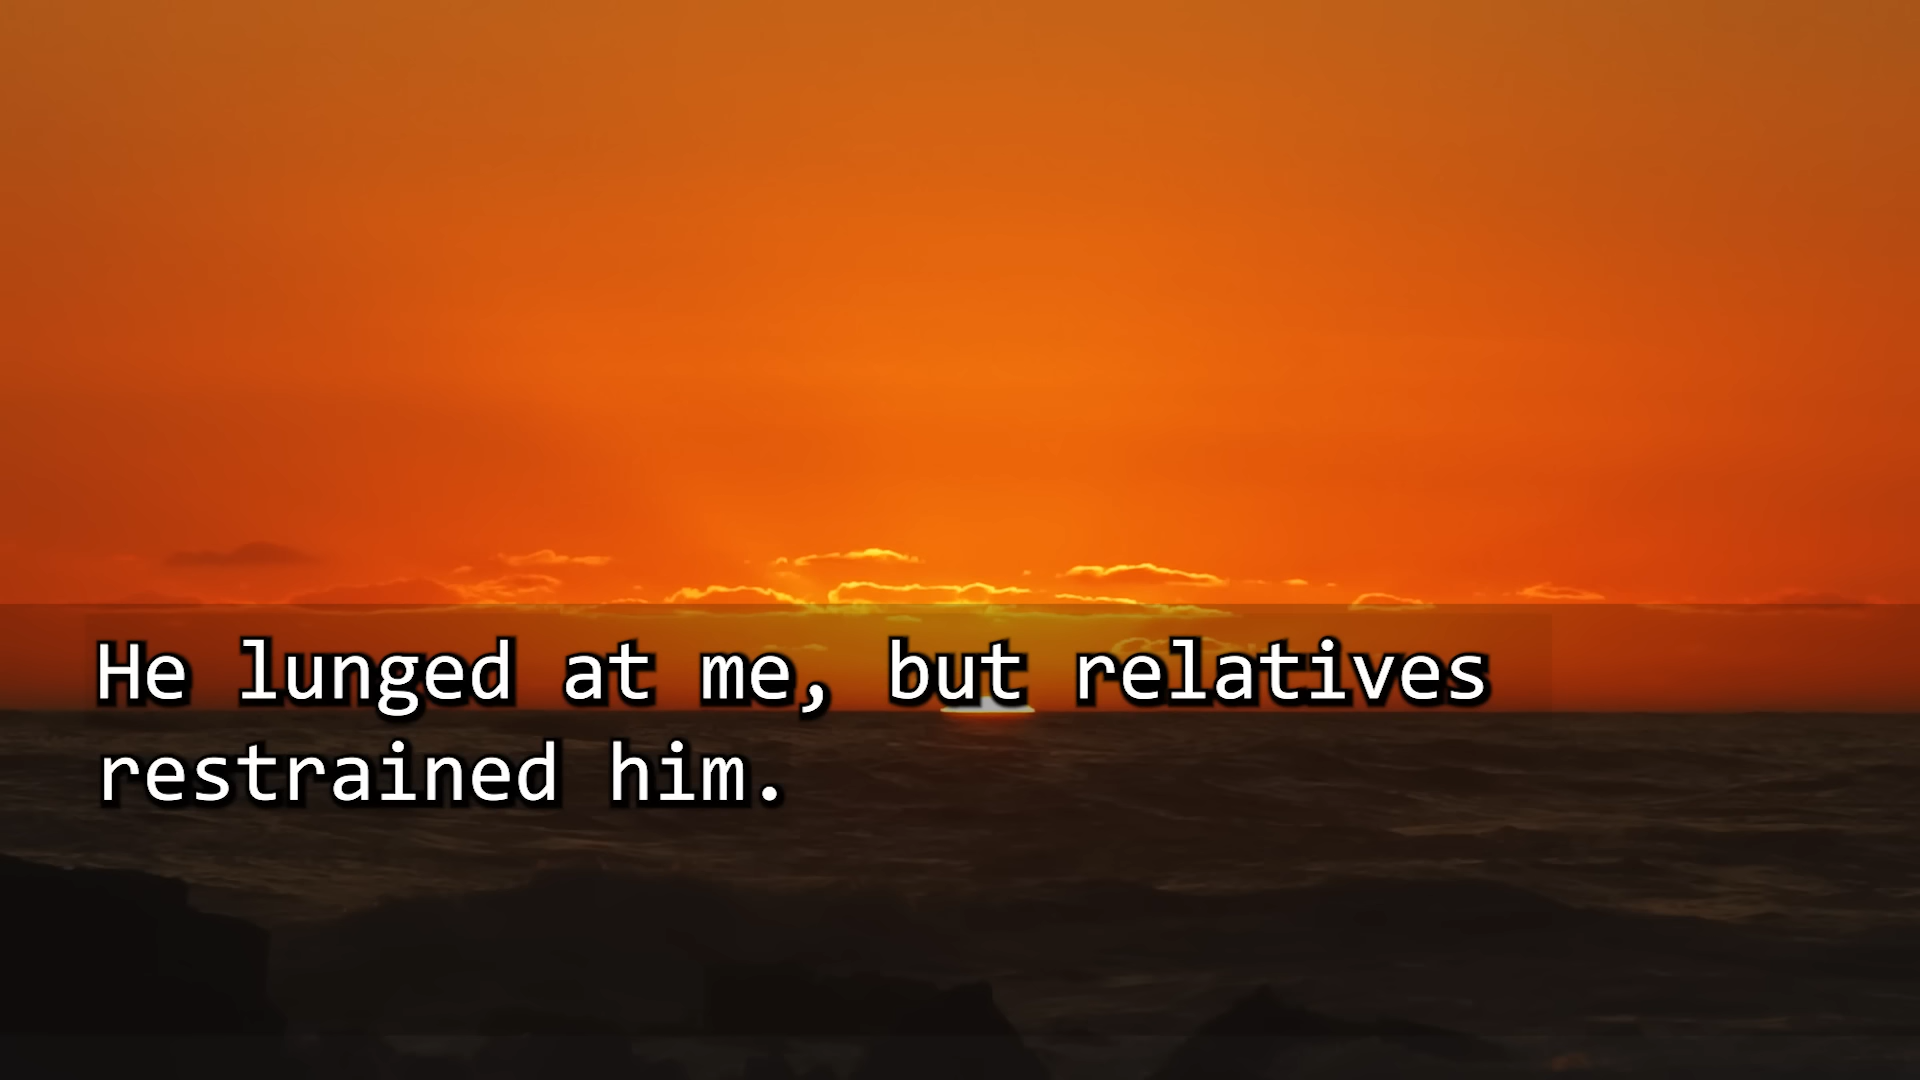 He lunged at me, but relatives
restrained him.